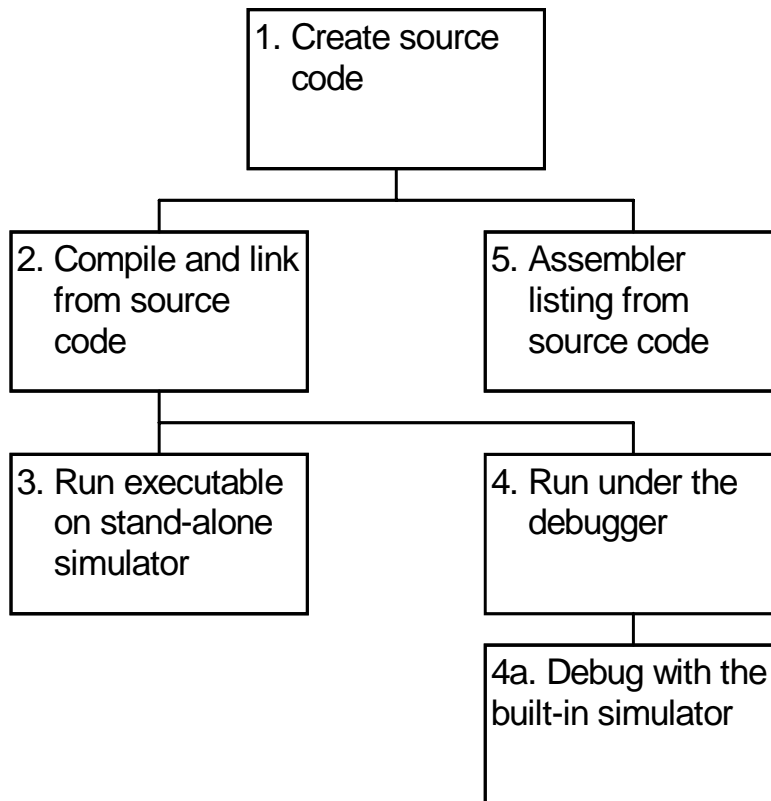 1. Create source
code
2. Compile and link
from source
code
5. Assembler
listing from
source code
3. Run executable
on stand-alone
simulator
4. Run under the
debugger
4a. Debug with the
built-in simulator